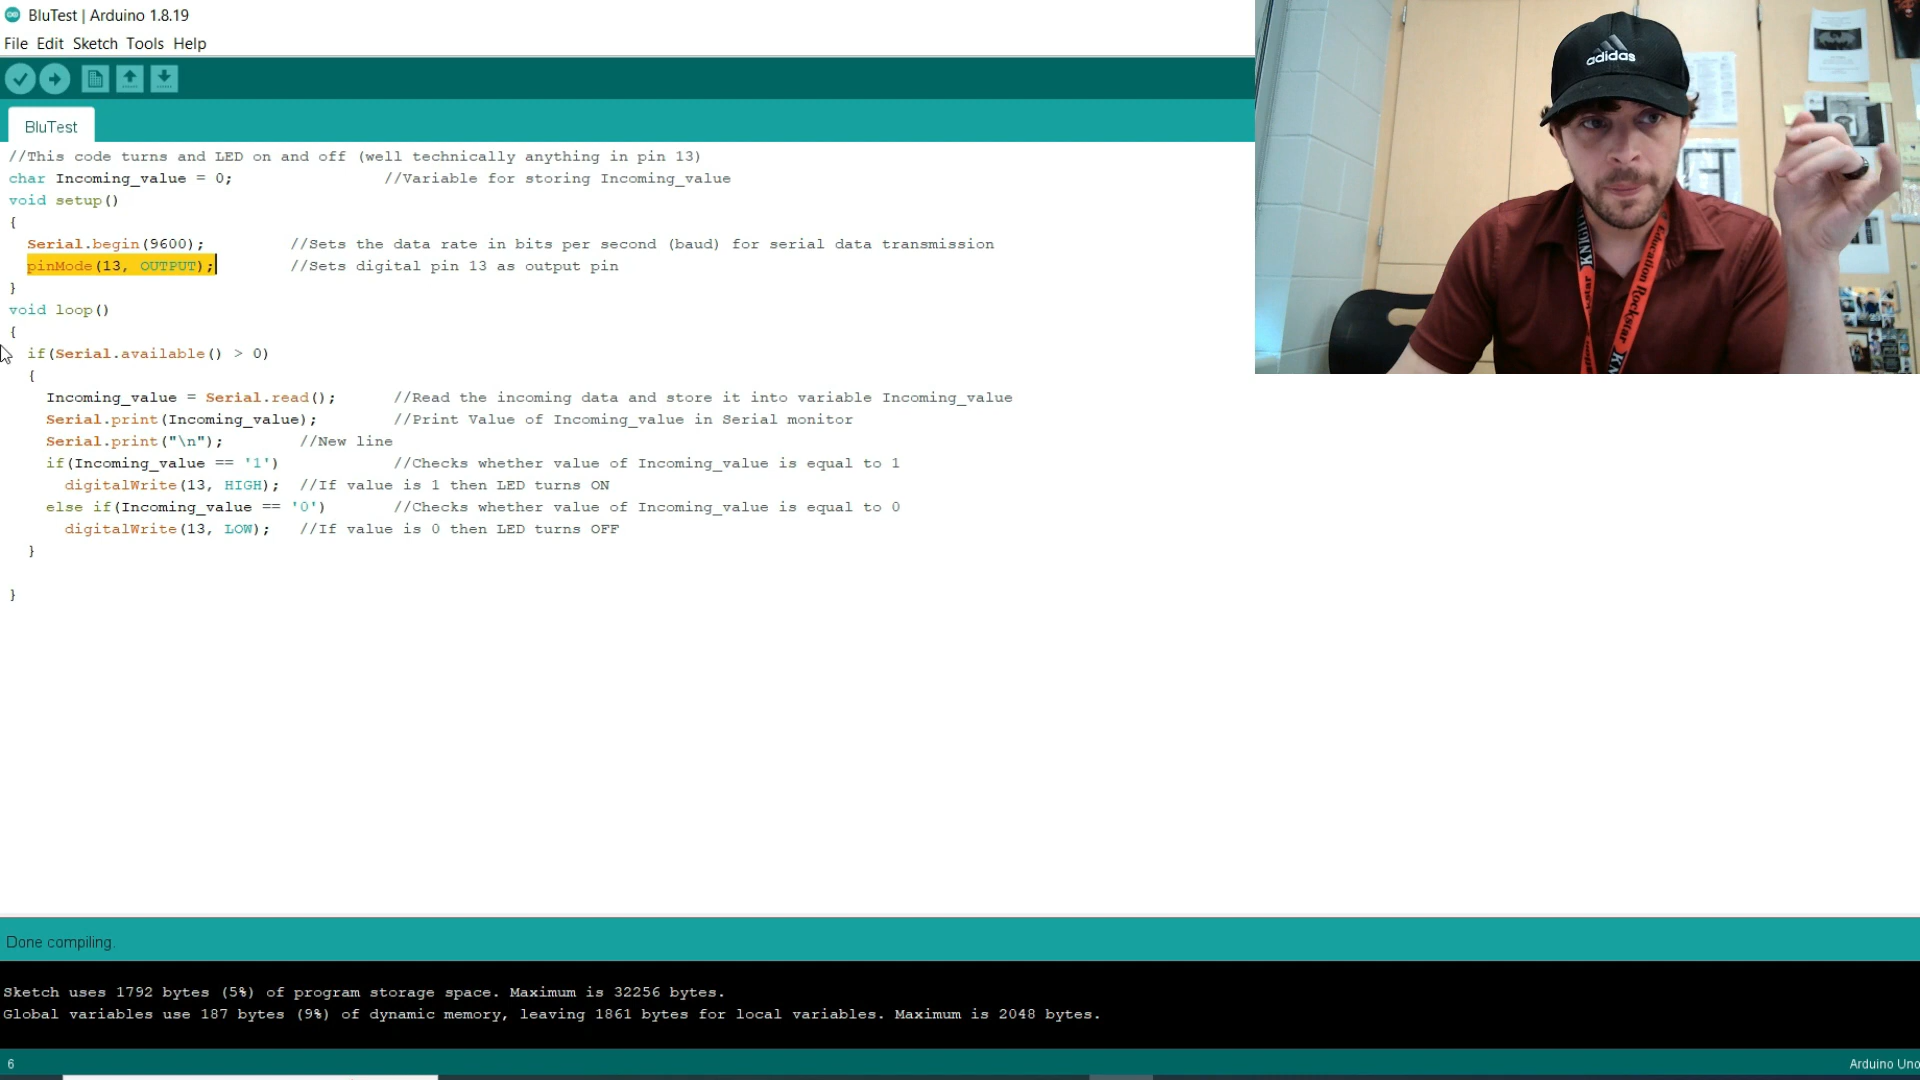 BluTest | Arduino 1.8.19
File Edit Sketch Tools Help
BluTest
//This code turns and LED on and off (well technically anything in pin 13)
char Incoming_value = 0; //Variable for storing Incoming_value
void setup()
{
Serial.begin(9600); //Sets the data rate in bits per second (baud) for serial data transmission
pinMode(13, OUTPUT); //Sets digital pin 13 as output pin
}
void loop()
{
if(Serial.available() > 0)
{
Incoming_value = Serial.read(); //Read the incoming data and store it into variable Incoming_value
Serial.print(Incoming_value); //Print Value of Incoming_value in Serial monitor
Serial.print("\n"); //New line
if(Incoming_value == '1') //Checks whether value of Incoming_value is equal to 1
digitalWrite(13, HIGH); //If value is 1 then LED turns ON
else if(Incoming_value == '0') //Checks whether value of Incoming_value is equal to 0
digitalWrite(13, LOW); //If value is 0 then LED turns OFF
}
}
adidas
Education Rockstar
Done compiling.
Sketch uses 1792 bytes (5%) of program storage space. Maximum is 32256 bytes.
Global variables use 187 bytes (9%) of dynamic memory, leaving 1861 bytes for local variables. Maximum is 2048 bytes.
6
Arduino Uno